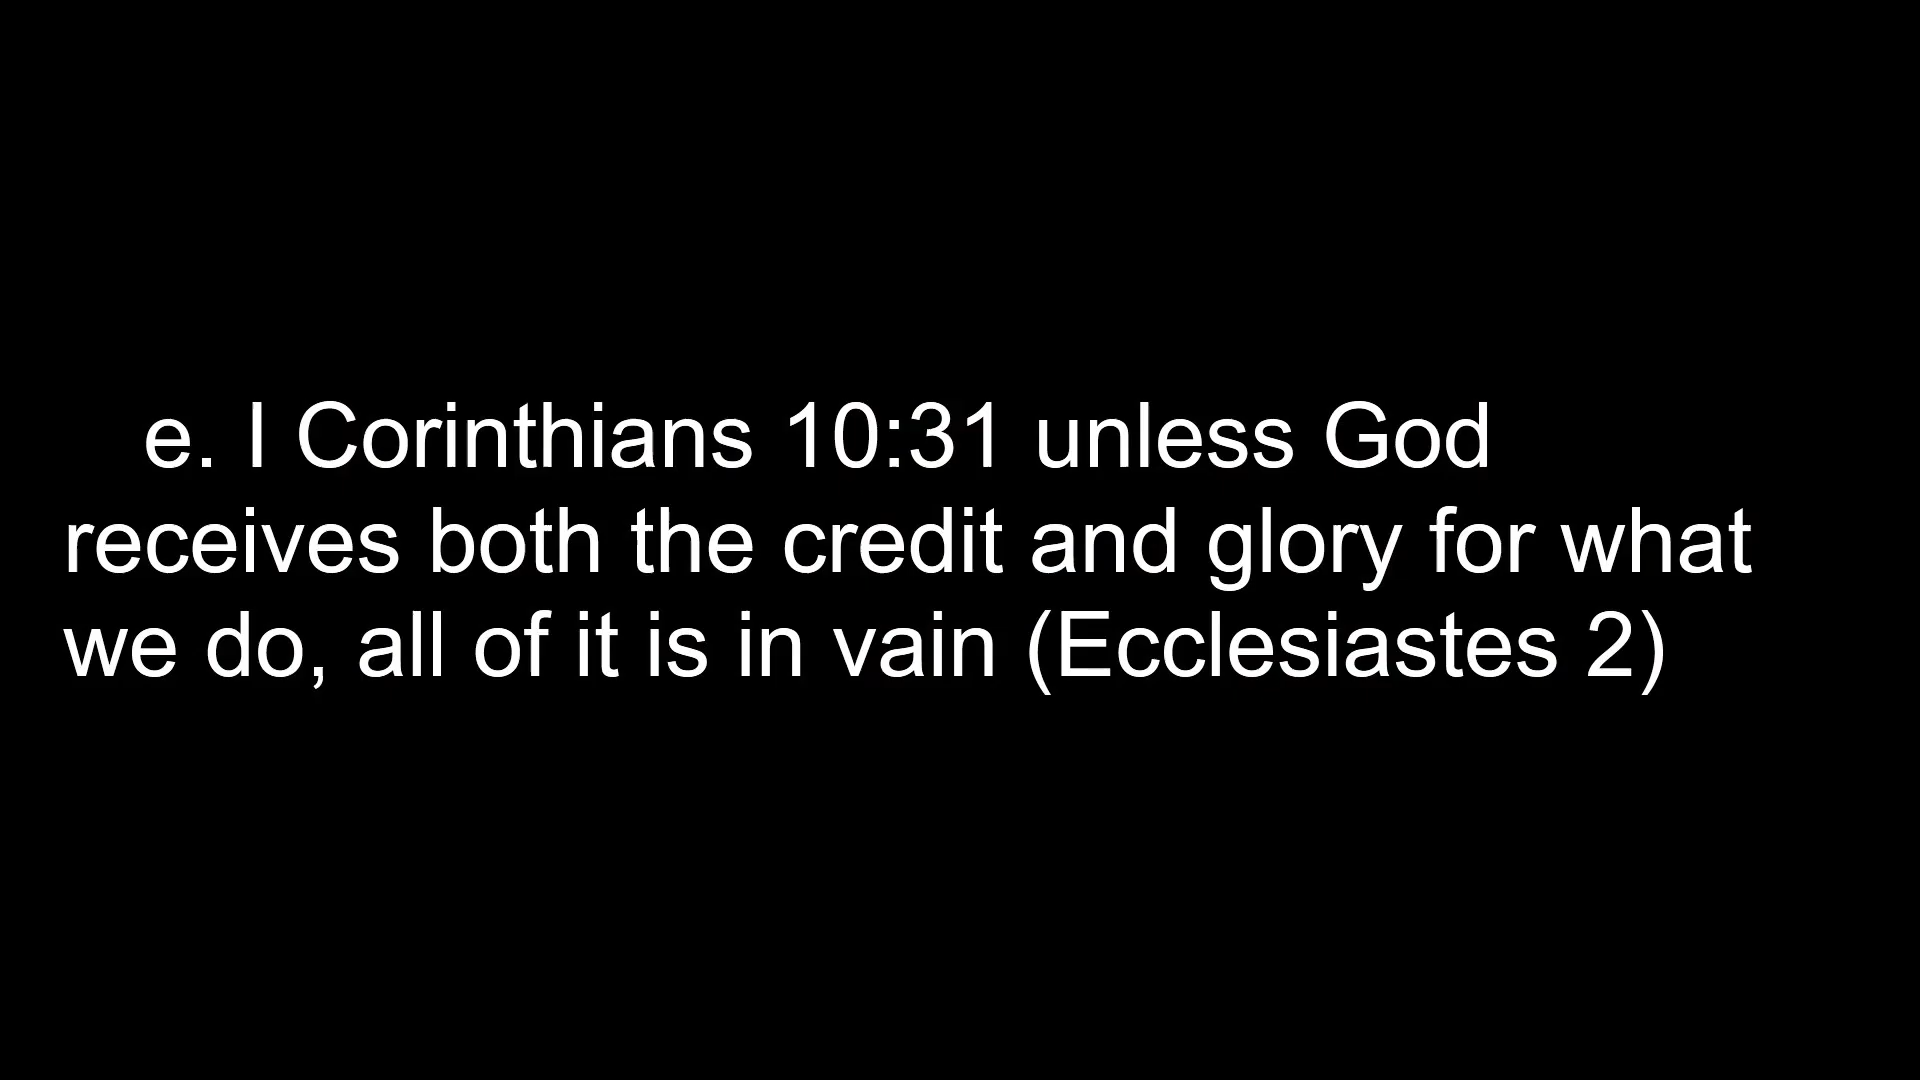 e. I Corinthians 10:31 unless God
receives both the credit and glory for what
we do, all of it is in vain (Ecclesiastes 2)